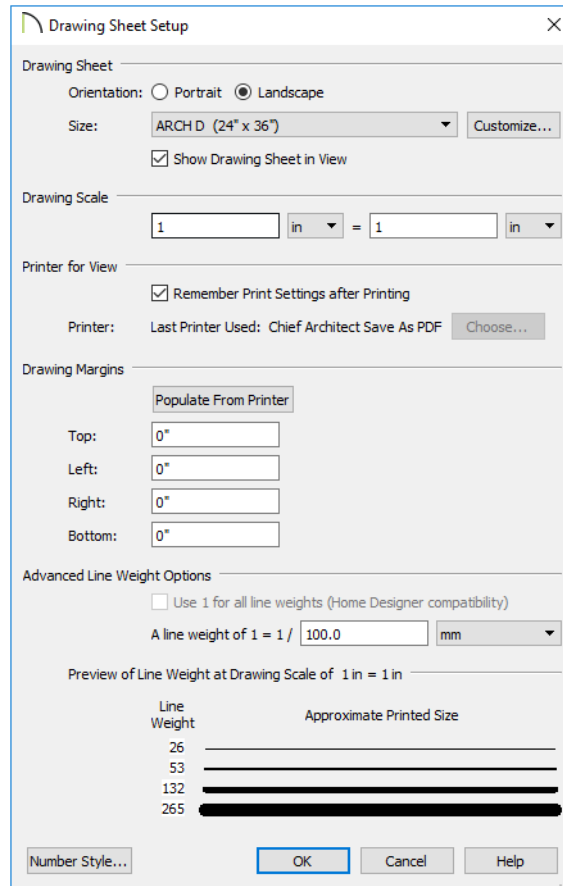 Drawing Sheet Setup
Drawing Sheet
Orientation: Portrait Landscape
Size: ARCH D (24" x 36") Customize...
Show Drawing Sheet in View
Drawing Scale
1 in = 1 in
Printer for View
Remember Print Settings after Printing
Printer: Last Printer Used: Chief Architect Save As PDF Choose...
Drawing Margins
Populate From Printer
Top: 0"
Left: 0"
Right: 0"
Bottom: 0"
Advanced Line Weight Options
Use 1 for all line weights (Home Designer compatibility)
A line weight of 1 = 1 / 100.0 mm
Preview of Line Weight at Drawing Scale of 1 in = 1 in
Line
Weight Approximate Printed Size
26
53
132
265
Number Style... OK Cancel Help